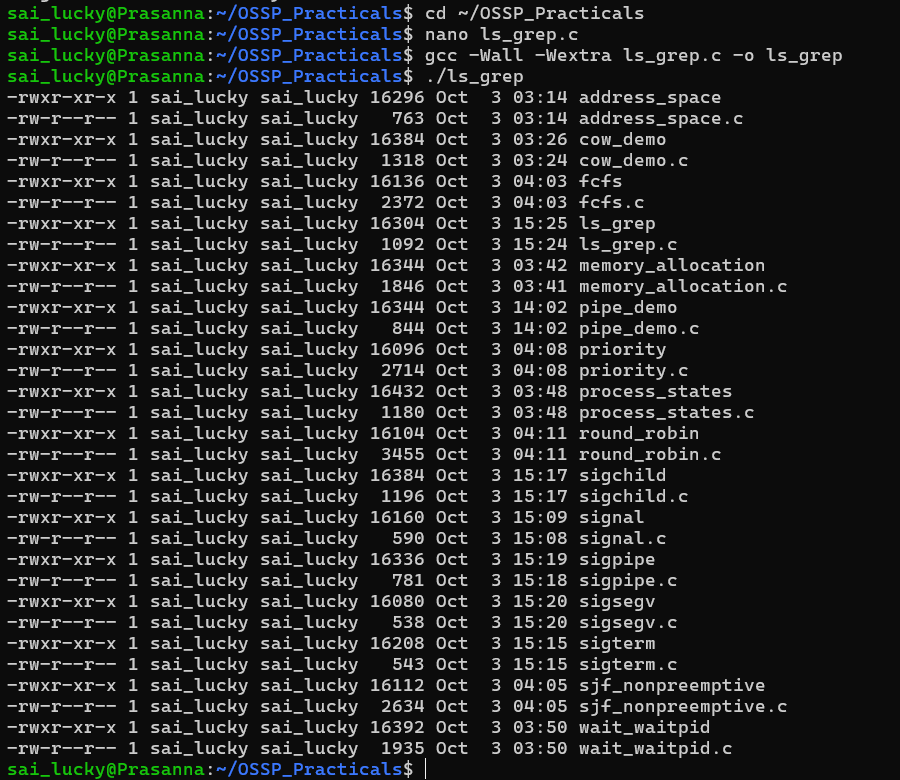 sai_lucky@Prasanna:~/OSSP_Practicals$ cd ~/OSSP_Practicals
sai_lucky@Prasanna:~/OSSP_Practicals$ nano ls_grep.c
sai_lucky@Prasanna:~/OSSP_Practicals$ gcc -Wall -Wextra ls_grep.c -o ls_grep
sai_lucky@Prasanna:~/OSSP_Practicals$ ./ls_grep
-rwxr-xr-x 1 sai_lucky sai_lucky 16296 Oct  3 03:14 address_space
-rw-r--r-- 1 sai_lucky sai_lucky   763 Oct  3 03:14 address_space.c
-rwxr-xr-x 1 sai_lucky sai_lucky 16384 Oct  3 03:26 cow_demo
-rw-r--r-- 1 sai_lucky sai_lucky  1318 Oct  3 03:24 cow_demo.c
-rwxr-xr-x 1 sai_lucky sai_lucky 16136 Oct  3 04:03 fcfs
-rw-r--r-- 1 sai_lucky sai_lucky  2372 Oct  3 04:03 fcfs.c
-rwxr-xr-x 1 sai_lucky sai_lucky 16304 Oct  3 15:25 ls_grep
-rw-r--r-- 1 sai_lucky sai_lucky  1092 Oct  3 15:24 ls_grep.c
-rwxr-xr-x 1 sai_lucky sai_lucky 16344 Oct  3 03:42 memory_allocation
-rw-r--r-- 1 sai_lucky sai_lucky  1846 Oct  3 03:41 memory_allocation.c
-rwxr-xr-x 1 sai_lucky sai_lucky 16344 Oct  3 14:02 pipe_demo
-rw-r--r-- 1 sai_lucky sai_lucky   844 Oct  3 14:02 pipe_demo.c
-rwxr-xr-x 1 sai_lucky sai_lucky 16096 Oct  3 04:08 priority
-rw-r--r-- 1 sai_lucky sai_lucky  2714 Oct  3 04:08 priority.c
-rwxr-xr-x 1 sai_lucky sai_lucky 16432 Oct  3 03:48 process_states
-rw-r--r-- 1 sai_lucky sai_lucky  1180 Oct  3 03:48 process_states.c
-rwxr-xr-x 1 sai_lucky sai_lucky 16104 Oct  3 04:11 round_robin
-rw-r--r-- 1 sai_lucky sai_lucky  3455 Oct  3 04:11 round_robin.c
-rwxr-xr-x 1 sai_lucky sai_lucky 16384 Oct  3 15:17 sigchild
-rw-r--r-- 1 sai_lucky sai_lucky  1196 Oct  3 15:17 sigchild.c
-rwxr-xr-x 1 sai_lucky sai_lucky 16160 Oct  3 15:09 signal
-rw-r--r-- 1 sai_lucky sai_lucky   590 Oct  3 15:08 signal.c
-rwxr-xr-x 1 sai_lucky sai_lucky 16336 Oct  3 15:19 sigpipe
-rw-r--r-- 1 sai_lucky sai_lucky   781 Oct  3 15:18 sigpipe.c
-rwxr-xr-x 1 sai_lucky sai_lucky 16080 Oct  3 15:20 sigsegv
-rw-r--r-- 1 sai_lucky sai_lucky   538 Oct  3 15:20 sigsegv.c
-rwxr-xr-x 1 sai_lucky sai_lucky 16208 Oct  3 15:15 sigterm
-rw-r--r-- 1 sai_lucky sai_lucky   543 Oct  3 15:15 sigterm.c
-rwxr-xr-x 1 sai_lucky sai_lucky 16112 Oct  3 04:05 sjf_nonpreemptive
-rw-r--r-- 1 sai_lucky sai_lucky  2634 Oct  3 04:05 sjf_nonpreemptive.c
-rwxr-xr-x 1 sai_lucky sai_lucky 16392 Oct  3 03:50 wait_waitpid
-rw-r--r-- 1 sai_lucky sai_lucky  1935 Oct  3 03:50 wait_waitpid.c
sai_lucky@Prasanna:~/OSSP_Practicals$